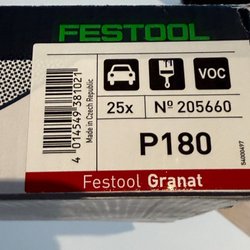 FESTOOL
VOC
25x
Nº 205660
4 014549 381021
Made in Czech Republic
P180
Festool Granat